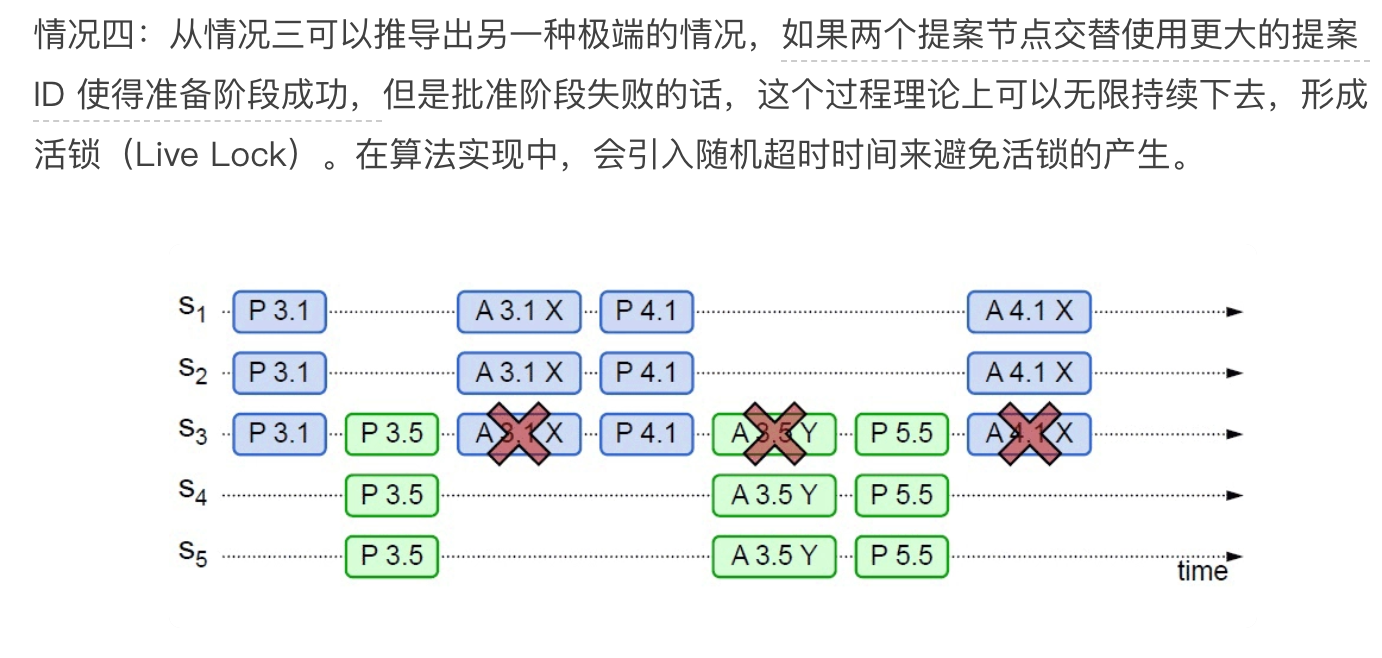 情况四：从情况三可以推导出另一种极端的情况，如果两个提案节点交替使用更大的提案
ID 使得准备阶段成功，但是批准阶段失败的话，这个过程理论上可以无限持续下去，形成
活锁（Live Lock）。在算法实现中，会引入随机超时时间来避免活锁的产生。
S1 P 3.1 A 3.1 X P 4.1 A 4.1 X
S2 P 3.1 A 3.1 X P 4.1 A 4.1 X
S3 P 3.1 P 3.5 A 3.1 X P 4.1 A 3.5 Y P 5.5 A 4.1 X
S4 P 3.5 A 3.5 Y P 5.5
S5 P 3.5 A 3.5 Y P 5.5
time